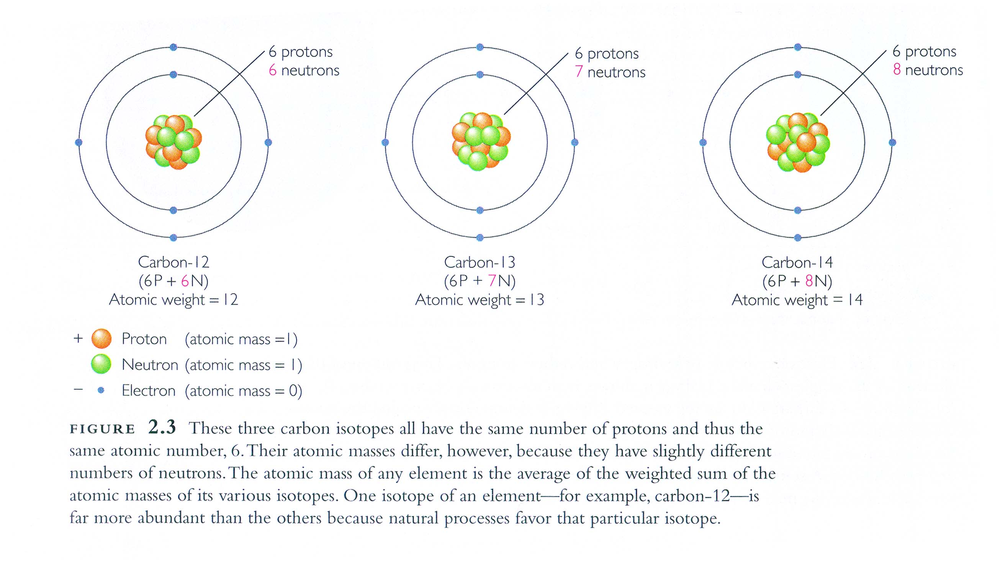 6 protons
6 neutrons
6 protons
7 neutrons
6 protons
8 neutrons
Carbon-12
(6P + 6N)
Atomic weight = 12
Carbon-13
(6P + 7N)
Atomic weight = 13
Carbon-14
(6P + 8N)
Atomic weight = 14
+ Proton (atomic mass =1)
Neutron (atomic mass = 1)
− Electron (atomic mass = 0)
FIGURE 2.3 These three carbon isotopes all have the same number of protons and thus the
same atomic number, 6. Their atomic masses differ, however, because they have slightly different
numbers of neutrons. The atomic mass of any element is the average of the weighted sum of the
atomic masses of its various isotopes. One isotope of an element—for example, carbon-12—is
far more abundant than the others because natural processes favor that particular isotope.